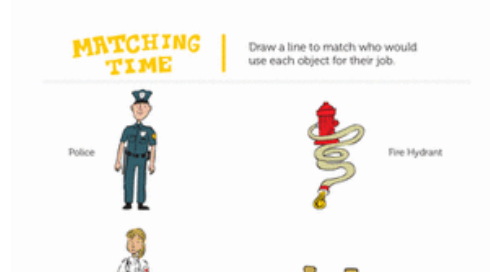 MATCHING
TIME
Draw a line to match who would
use each object for their job.
Police
Fire Hydrant